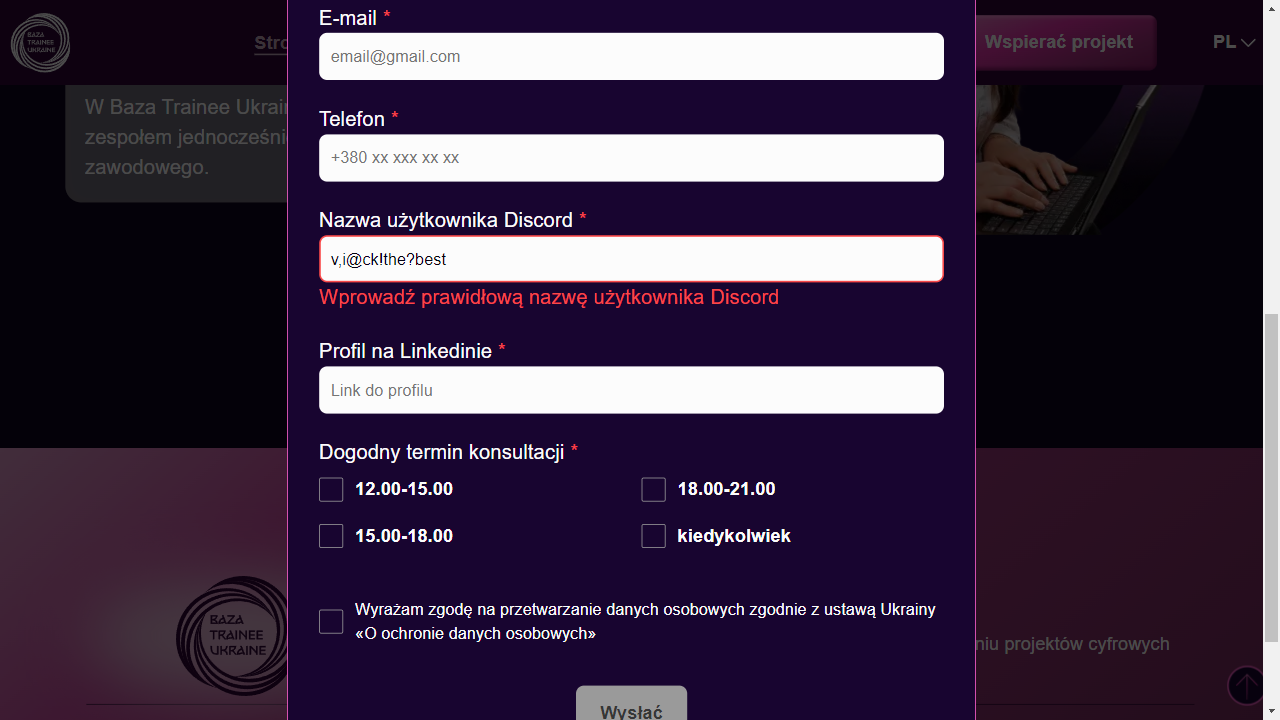 BAZA
TRAINEE
UKRAINE
Stro
Wspierać projekt
PL
W Baza Trainee Ukrai
zespołem jednocześni
zawodowego.
E-mail *
email@gmail.com
Telefon *
+380 xx xxx xx xx
Nazwa użytkownika Discord *
v,i@ck!the?best
Wprowadź prawidłową nazwę użytkownika Discord
Profil na Linkedinie *
Link do profilu
Dogodny termin konsultacji *
12.00-15.00
18.00-21.00
15.00-18.00
kiedykolwiek
Wyrażam zgodę na przetwarzanie danych osobowych zgodnie z ustawą Ukrainy
«O ochronie danych osobowych»
Wysłać
BAZA
TRAINEE
UKRAINE
niu projektów cyfrowych